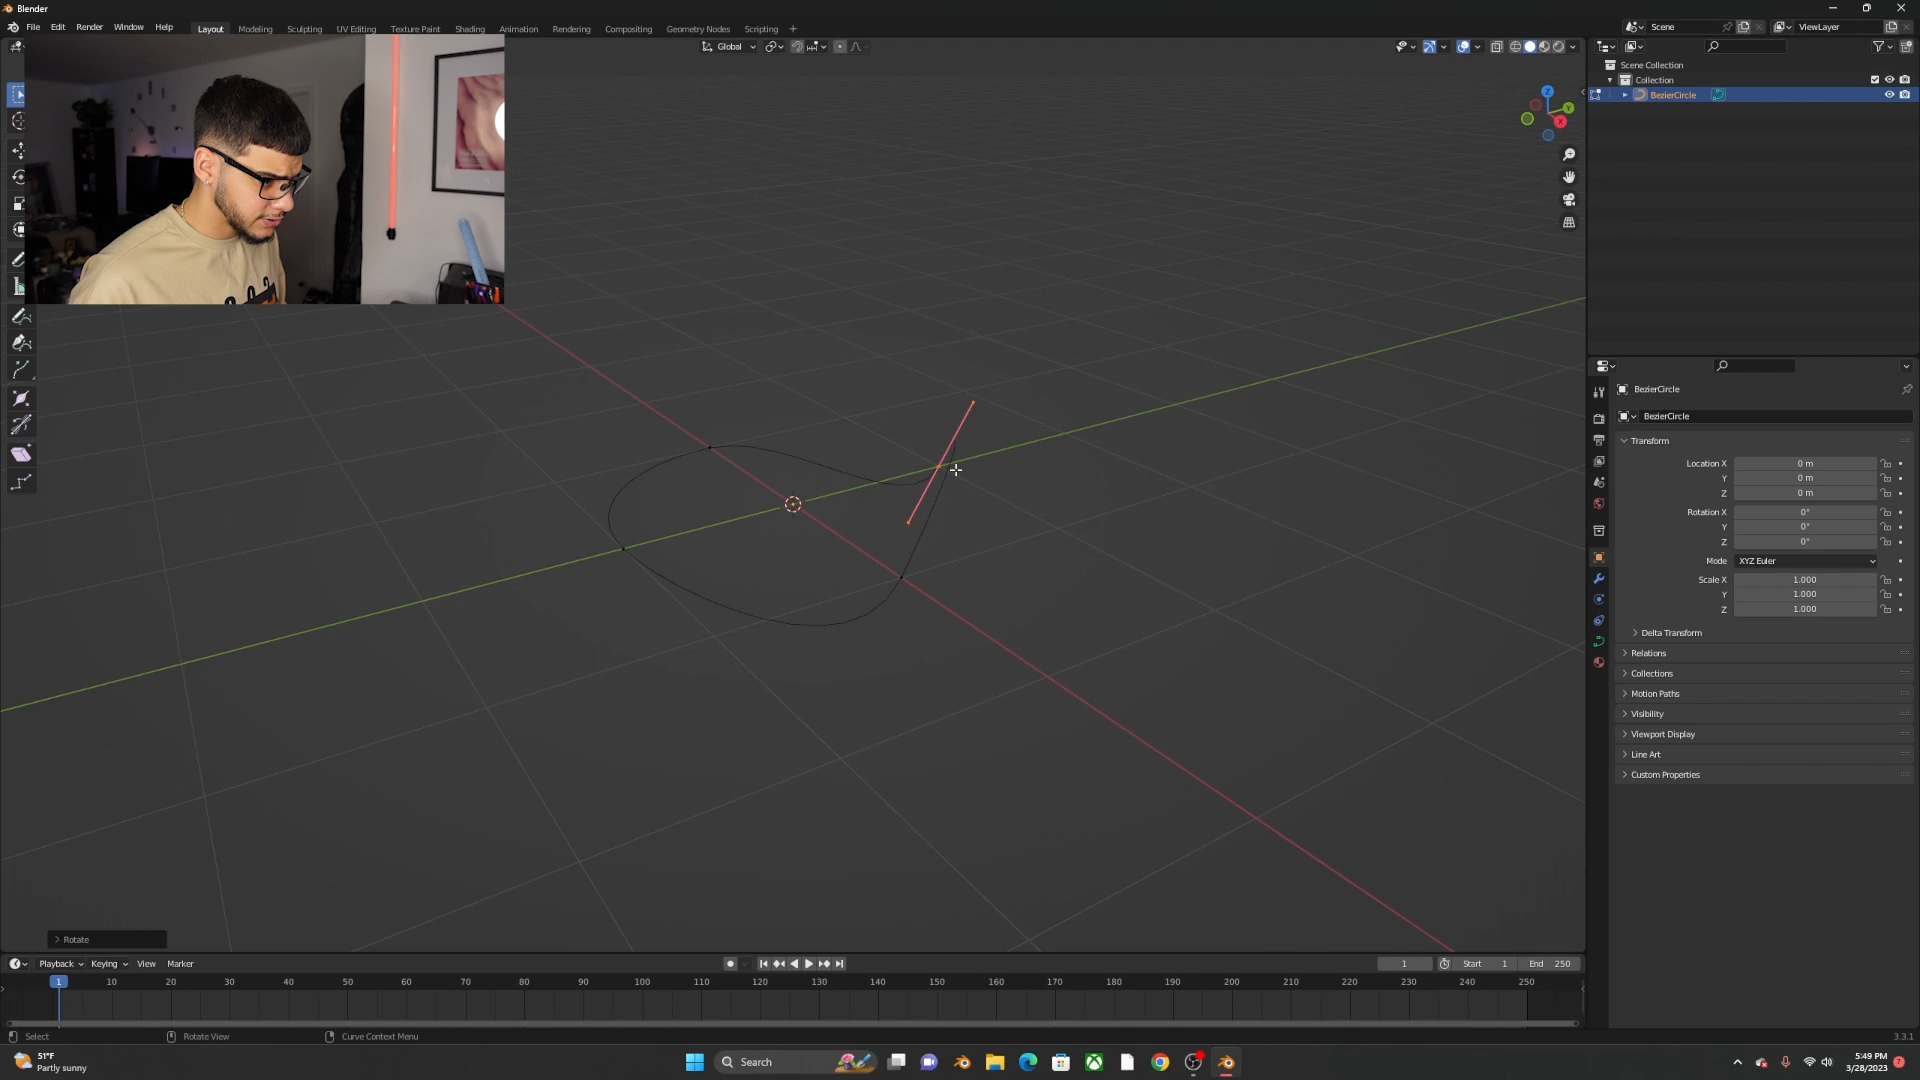 Blender
File Edit Render Window Help
Layout Modeling Sculpting UV Editing Texture Paint Shading Animation Rendering Compositing Geometry Nodes Scripting +
Scene
ViewLayer
Global
Scene Collection
Collection
BezierCircle
Z
Y
X
BezierCircle
BezierCircle
Transform
Location X 0 m
Y 0 m
Z 0 m
Rotation X 0°
Y 0°
Z 0°
Mode XYZ Euler
Scale X 1.000
Y 1.000
Z 1.000
Delta Transform
Relations
Collections
Motion Paths
Visibility
Viewport Display
Line Art
Custom Properties
Rotate
Playback Keying View Marker
1 Start 1 End 250
1 10 20 30 40 50 60 70 80 90 100 110 120 130 140 150 160 170 180 190 200 210 220 230 240 250
Select Rotate View Curve Context Menu 3.3.1
51°F
Partly sunny
Search
5:49 PM
3/28/2023
7